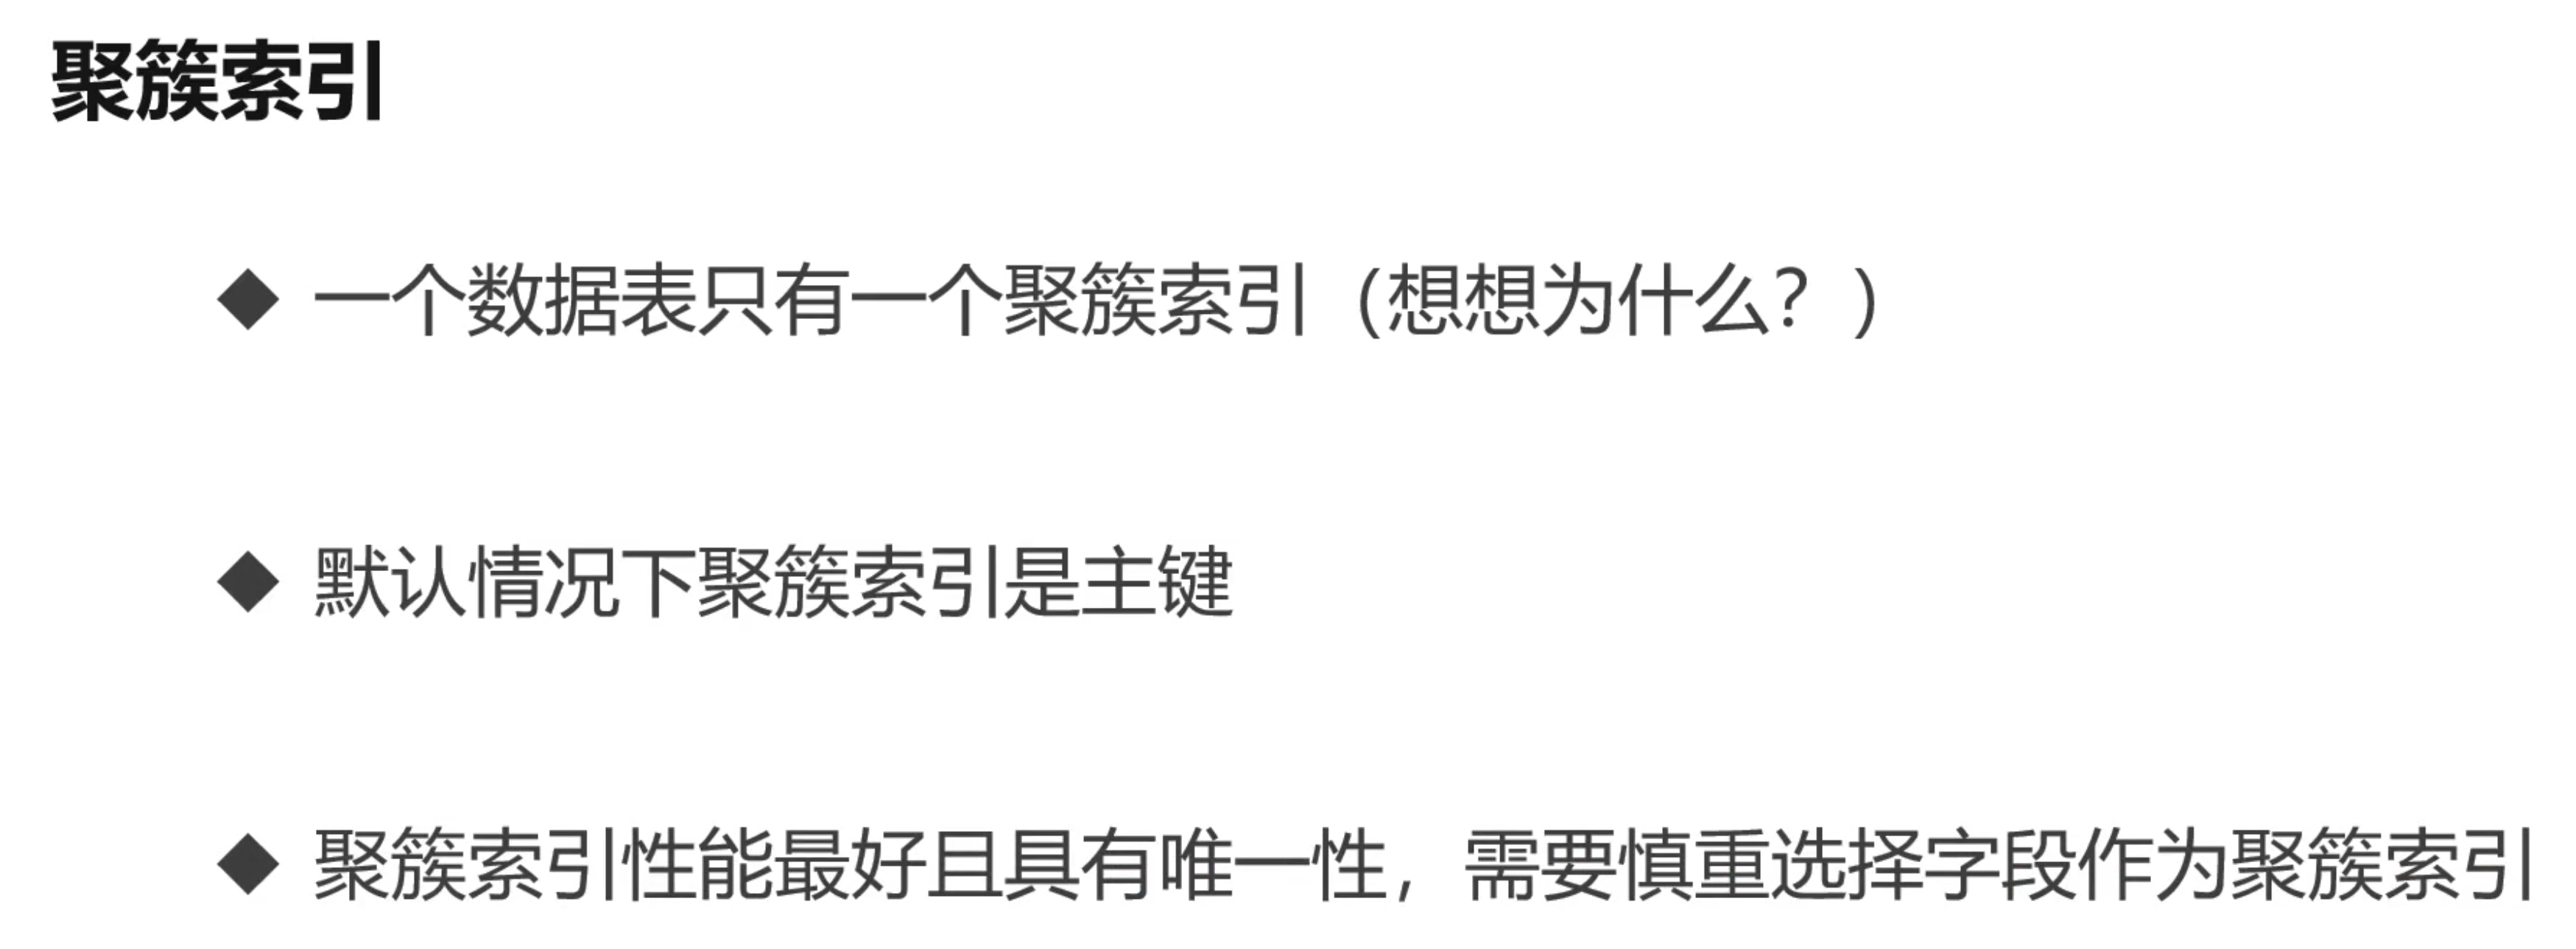 聚簇索引
◆ 一个数据表只有一个聚簇索引（想想为什么？）
◆ 默认情况下聚簇索引是主键
◆ 聚簇索引性能最好且具有唯一性，需要慎重选择字段作为聚簇索引